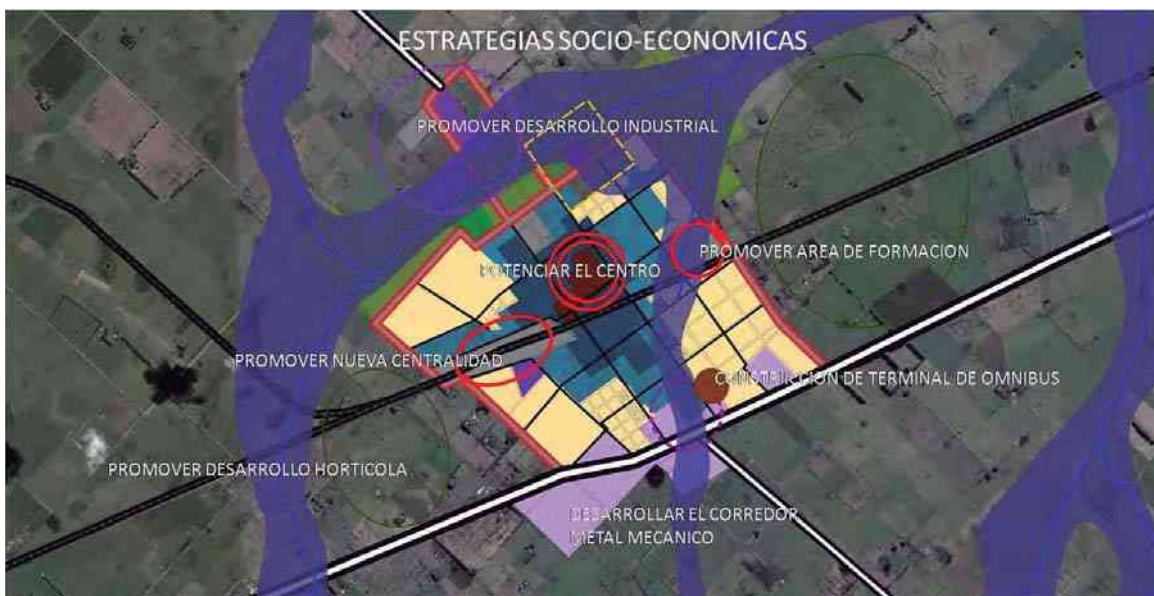 ESTRATEGIAS SOCIO-ECONOMICAS
PROMOVER DESARROLLO INDUSTRIAL
PROMOVER AREA DE FORMACION
POTENCIAR EL CENTRO
PROMOVER NUEVA CENTRALIDAD
CONSTRUCCION DE TERMINAL DE OMNIBUS
PROMOVER DESARROLLO HORTICOLA
DESARROLLAR EL CORREDOR
METAL MECANICO